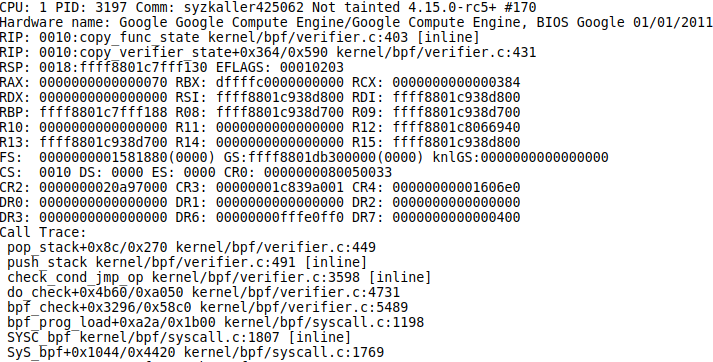 CPU: 1 PID: 3197 Comm: syzkaller425062 Not tainted 4.15.0-rc5+ #170
Hardware name: Google Google Compute Engine/Google Compute Engine, BIOS Google 01/01/2011
RIP: 0010:copy_func_state kernel/bpf/verifier.c:403 [inline]
RIP: 0010:copy_verifier_state+0x364/0x590 kernel/bpf/verifier.c:431
RSP: 0018:ffff8801c7fff130 EFLAGS: 00010203
RAX: 0000000000000070 RBX: dffffc0000000000 RCX: 0000000000000384
RDX: 0000000000000000 RSI: ffff8801c938d800 RDI: ffff8801c938d800
RBP: ffff8801c7fff188 R08: ffff8801c938d700 R09: ffff8801c938d700
R10: 0000000000000000 R11: 0000000000000000 R12: ffff8801c8066940
R13: ffff8801c938d700 R14: 0000000000000000 R15: ffff8801c938d800
FS:  0000000001581880(0000) GS:ffff8801db300000(0000) knlGS:0000000000000000
CS:  0010 DS: 0000 ES: 0000 CR0: 0000000080050033
CR2: 0000000020a97000 CR3: 00000001c839a001 CR4: 00000000001606e0
DR0: 0000000000000000 DR1: 0000000000000000 DR2: 0000000000000000
DR3: 0000000000000000 DR6: 00000000fffe0ff0 DR7: 0000000000000400
Call Trace:
pop_stack+0x8c/0x270 kernel/bpf/verifier.c:449
push_stack kernel/bpf/verifier.c:491 [inline]
check_cond_jmp_op kernel/bpf/verifier.c:3598 [inline]
do_check+0x4b60/0xa050 kernel/bpf/verifier.c:4731
bpf_check+0x3296/0x58c0 kernel/bpf/verifier.c:5489
bpf_prog_load+0xa2a/0x1b00 kernel/bpf/syscall.c:1198
SYSC_bpf kernel/bpf/syscall.c:1807 [inline]
SyS_bpf+0x1044/0x4420 kernel/bpf/syscall.c:1769